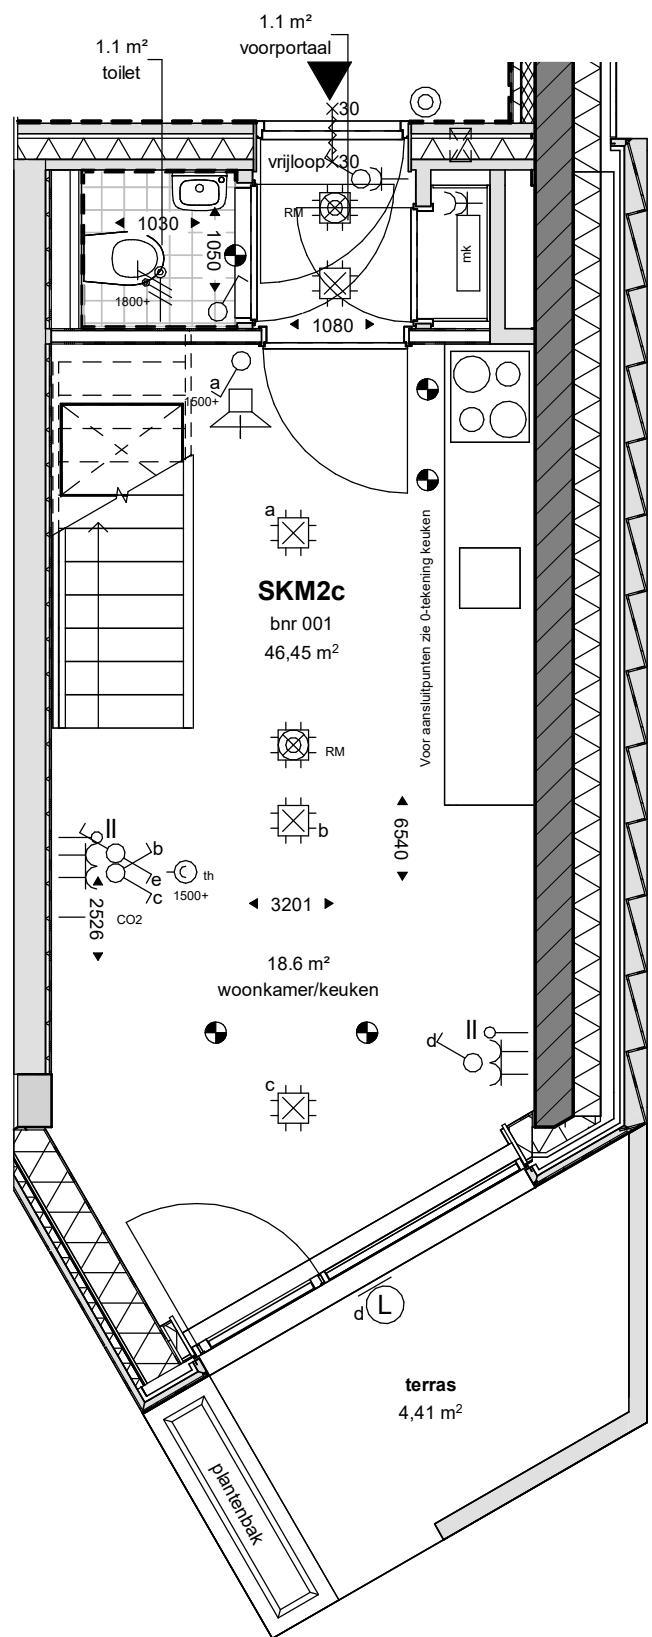 1.1 m²
voorportaal
1.1 m²
toilet
30
vrijloop 30
1030
1050
1800+
RM
mk
1080
a
1500+
a
SKM2c
bnr 001
46,45 m²
Voor aansluitpunten zie 0-tekening keuken
RM
b
6540
II
b
e
c
th
1500+
2526
CO2
3201
18.6 m²
woonkamer/keuken
II
d
c
L
d
terras
4,41 m²
plantenbak